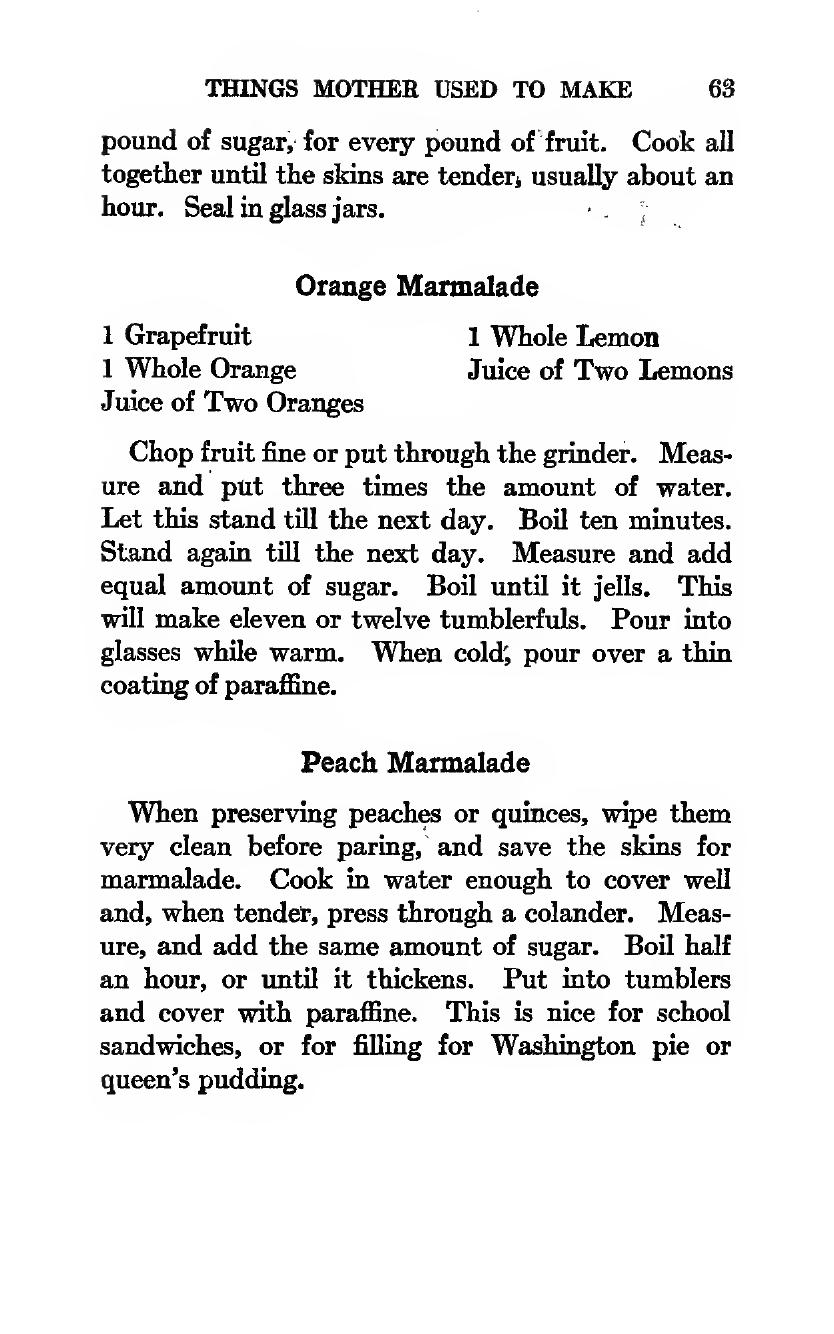 THINGS MOTHER USED TO MAKE 63
pound of sugar, for every pound of fruit. Cook all
together until the skins are tender, usually about an
hour. Seal in glass jars.
Orange Marmalade
1 Grapefruit
1 Whole Orange
Juice of Two Oranges
1 Whole Lemon
Juice of Two Lemons
Chop fruit fine or put through the grinder. Meas-
ure and put three times the amount of water.
Let this stand till the next day. Boil ten minutes.
Stand again till the next day. Measure and add
equal amount of sugar. Boil until it jells. This
will make eleven or twelve tumblerfuls. Pour into
glasses while warm. When cold, pour over a thin
coating of paraffine.
Peach Marmalade
When preserving peaches or quinces, wipe them
very clean before paring, and save the skins for
marmalade. Cook in water enough to cover well
and, when tender, press through a colander. Meas-
ure, and add the same amount of sugar. Boil half
an hour, or until it thickens. Put into tumblers
and cover with paraffine. This is nice for school
sandwiches, or for filling for Washington pie or
queen's pudding.